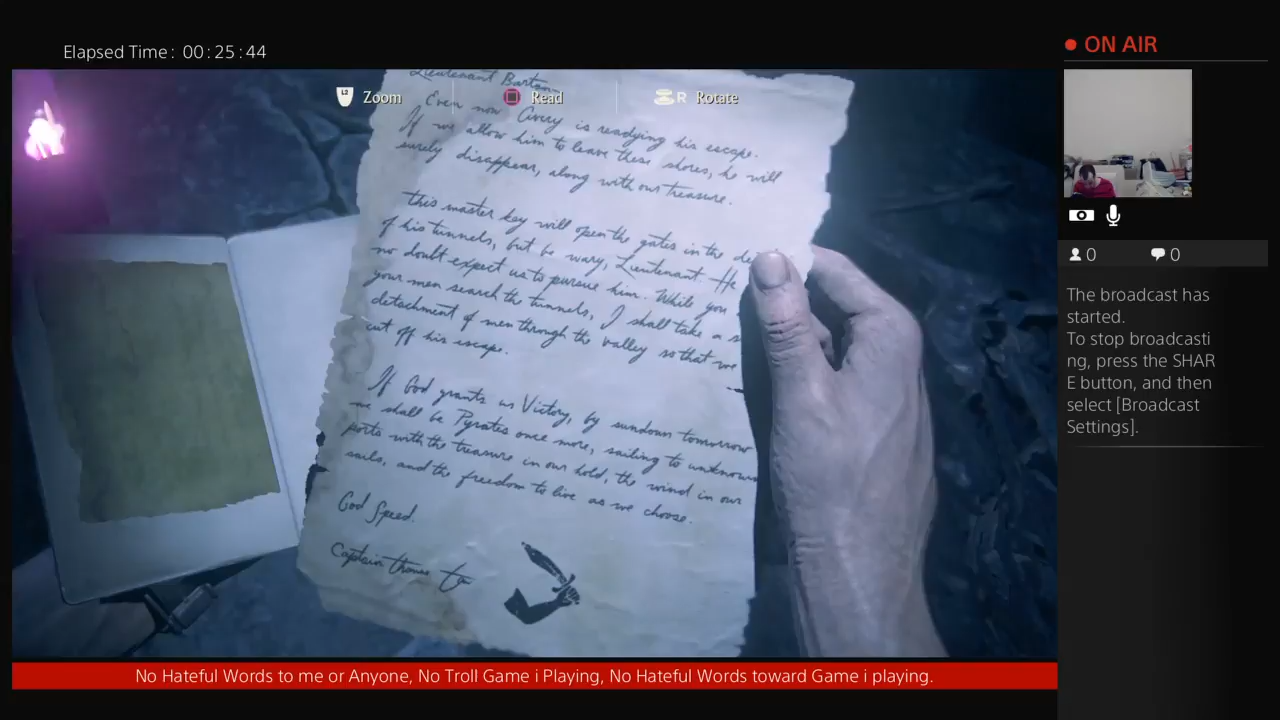 Elapsed Time: 00:25:44
ON AIR
L2 Zoom
Read
R Rotate
Lieutenant Burton
Even now Avery is readying his escape.
If we allow him to leave these shores, he will
surely disappear, along with our treasure.
This master key will open the gates in the
of his tunnels, but be wary, Lieutenant. He
no doubt expect us to pursue him. While you
your men search the tunnels, I shall take a
detachment of men through the valley so that we
cut off his escape.
If God grants us Victory, by sundown tomorrow
we shall be Pyrates once more, sailing to unknown
ports with the treasure in our hold, the wind in our
sails, and the freedom to live as we choose.
God Speed.
Captain Thomas Tu
0
0
The broadcast has
started.
To stop broadcasti
ng, press the SHAR
E button, and then
select [Broadcast
Settings].
No Hateful Words to me or Anyone, No Troll Game i Playing, No Hateful Words toward Game i playing.